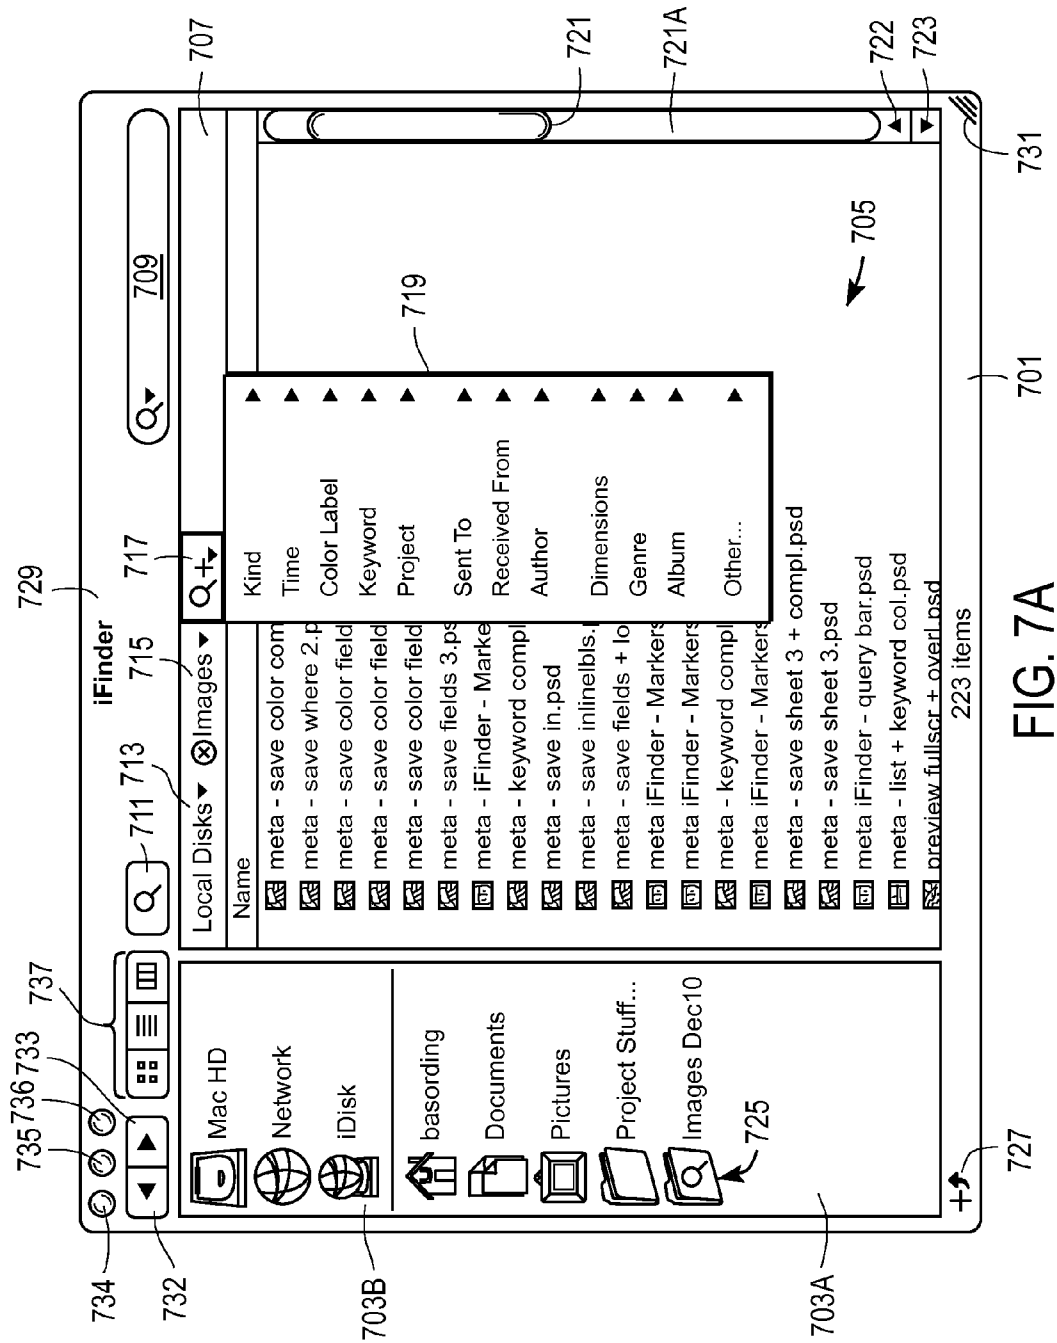 729
iFinder
734
735
736
733
732
737
711
713
715
717
709
707
Local Disks
Images
Name
meta - save color com
meta - save where 2.p
meta - save color field
meta - save color field
meta - save color field
meta - save fields 3.ps
meta - iFinder - Marke
meta - keyword compl
meta - save in.psd
meta - save inlinelbls.
meta - save fields + lo
meta iFinder - Markers
meta iFinder - Markers
meta - keyword compl
meta iFinder - Markers
meta - save sheet 3 + compl.psd
meta - save sheet 3.psd
meta iFinder - query bar.psd
meta - list + keyword col.psd
preview fullscr + overl.psd
Kind
Time
Color Label
Keyword
Project
Sent To
Received From
Author
Dimensions
Genre
Album
Other...
719
721
721A
722
723
705
Mac HD
Network
iDisk
basording
Documents
Pictures
Project Stuff...
Images Dec10
725
703B
703A
727
223 items
701
731
FIG. 7A